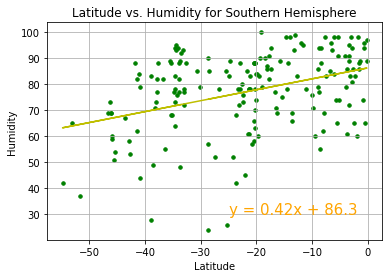 Latitude vs. Humidity for Southern Hemisphere
100
90
80
70
60
50
40
30
Humidity
y = 0.42x + 86.3
−50 −40 −30 −20 −10 0
Latitude